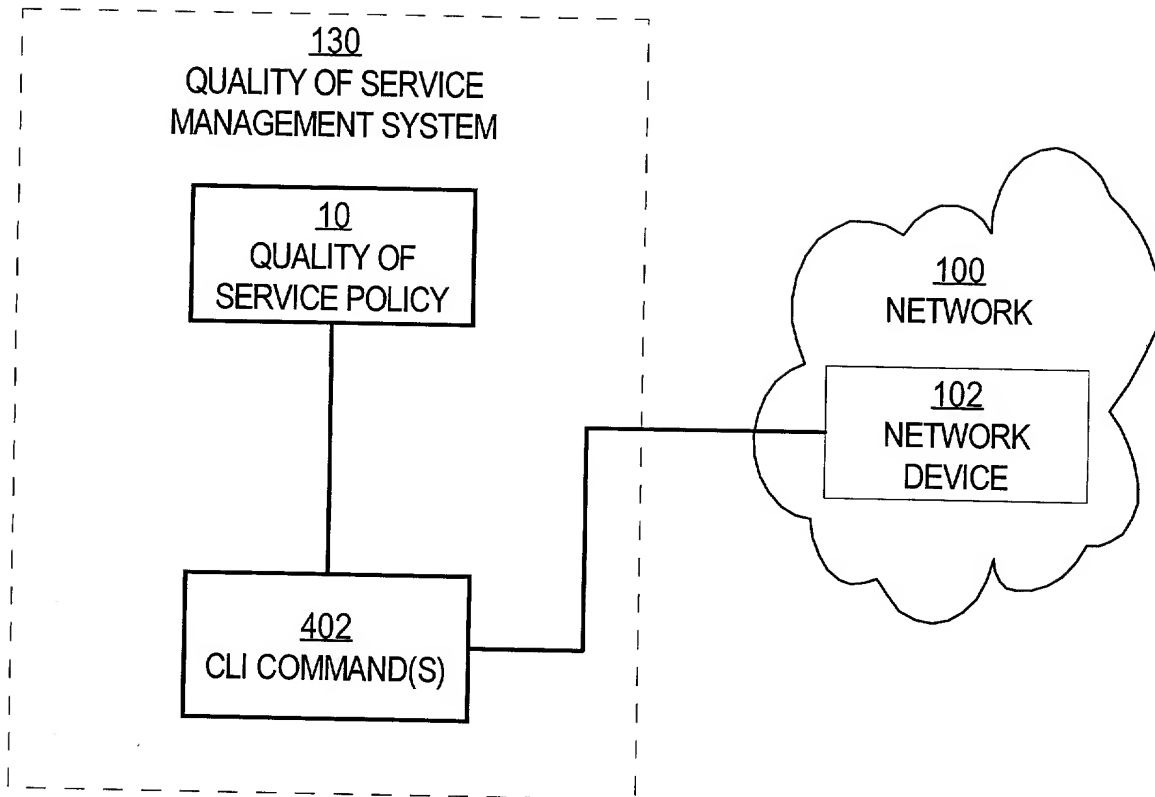 130
QUALITY OF SERVICE
MANAGEMENT SYSTEM
10
QUALITY OF
SERVICE POLICY
100
NETWORK
102
NETWORK
DEVICE
402
CLI COMMAND(S)